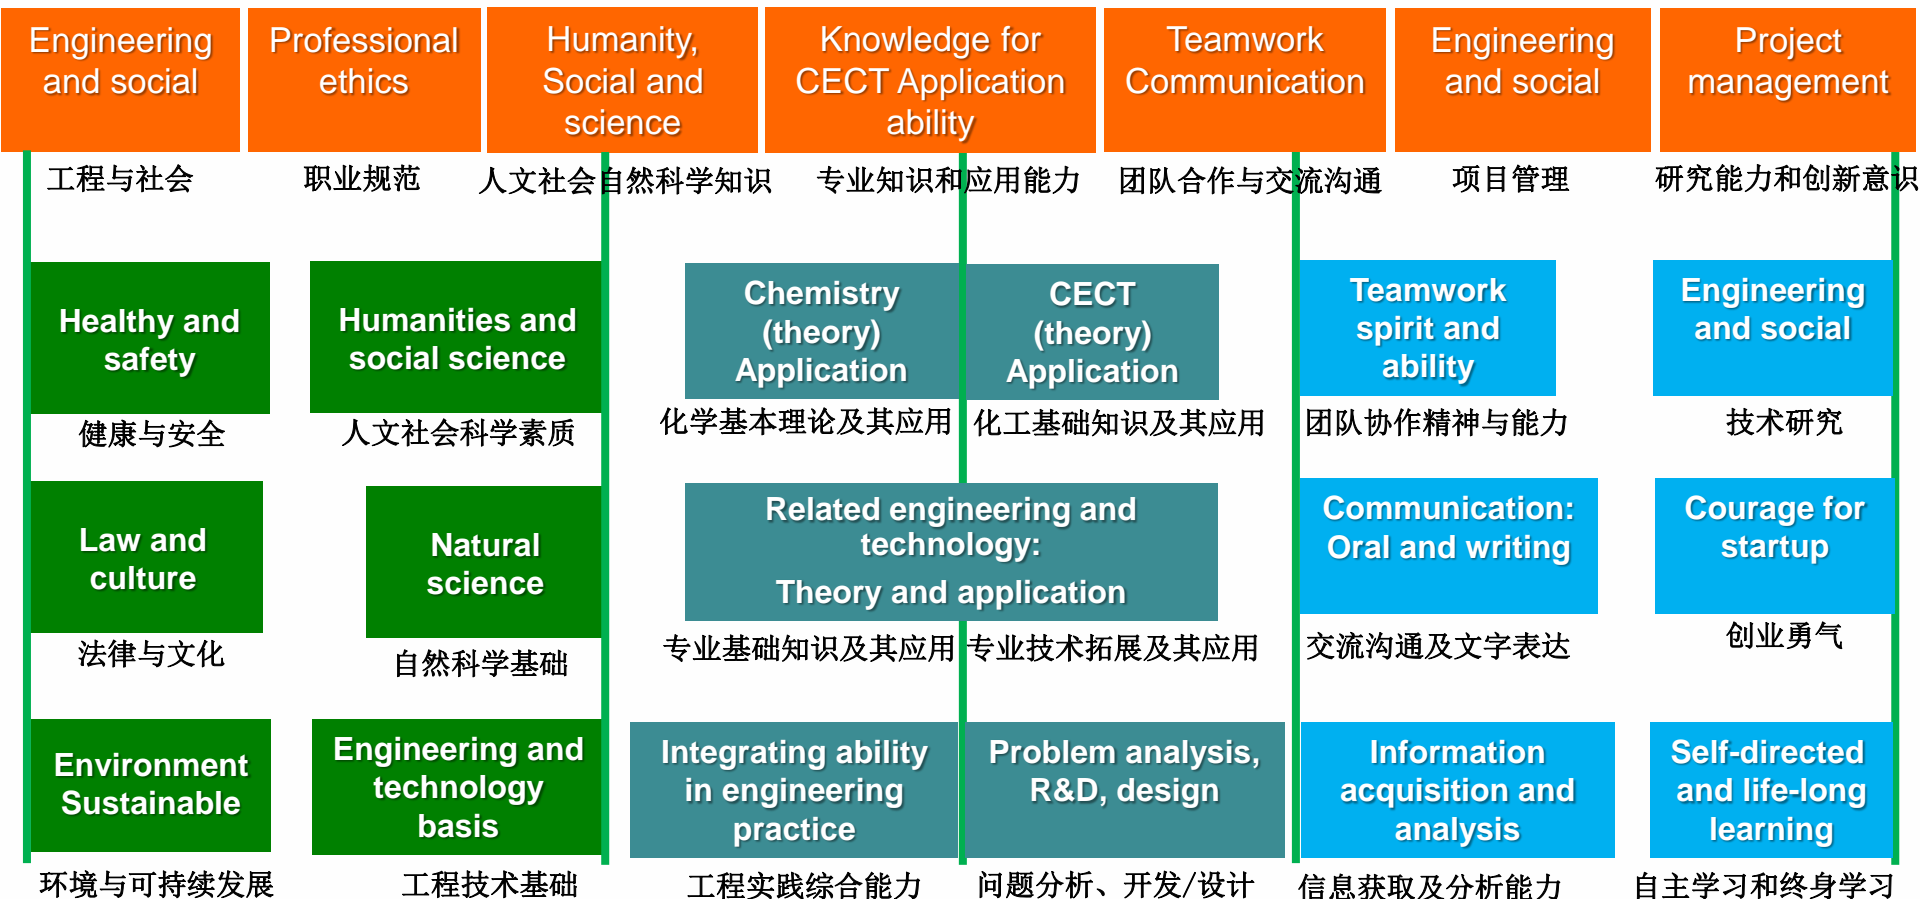 Engineering
and social
Professional
ethics
Humanity,
Social and
science
Knowledge for
CECT Application
ability
Teamwork
Communication
Engineering
and social
Project
management
工程与社会
职业规范
人文社会自然科学知识
专业知识和应用能力
团队合作与交流沟通
项目管理
研究能力和创新意识
Healthy and
safety
Humanities and
social science
Chemistry
(theory)
Application
CECT
(theory)
Application
Teamwork
spirit and
ability
Engineering
and social
健康与安全
人文社会科学素质
化学基本理论及其应用
化工基础知识及其应用
团队协作精神与能力
技术研究
Law and
culture
Natural
science
Related engineering and
technology:
Theory and application
Communication:
Oral and writing
Courage for
startup
法律与文化
自然科学基础
专业基础知识及其应用
专业技术拓展及其应用
交流沟通及文字表达
创业勇气
Environment
Sustainable
Engineering and
technology
basis
Integrating ability
in engineering
practice
Problem analysis,
R&D, design
Information
acquisition and
analysis
Self-directed
and life-long
learning
环境与可持续发展
工程技术基础
工程实践综合能力
问题分析、开发/设计
信息获取及分析能力
自主学习和终身学习